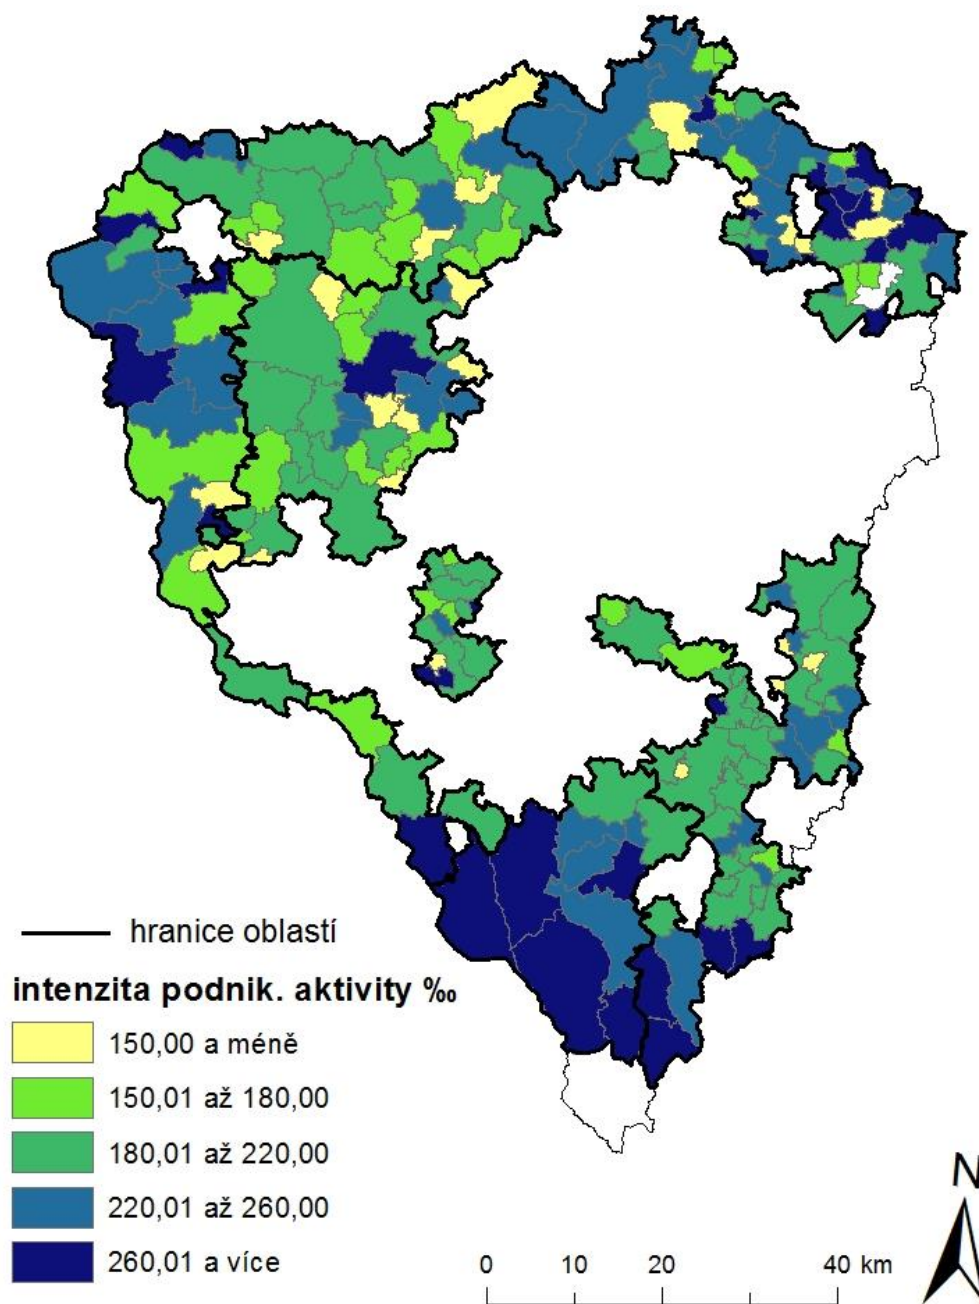 hranice oblastí
intenzita podnik. aktivity ‰
150,00 a méně
150,01 až 180,00
180,01 až 220,00
220,01 až 260,00
260,01 a více
0 10 20 40 km
N